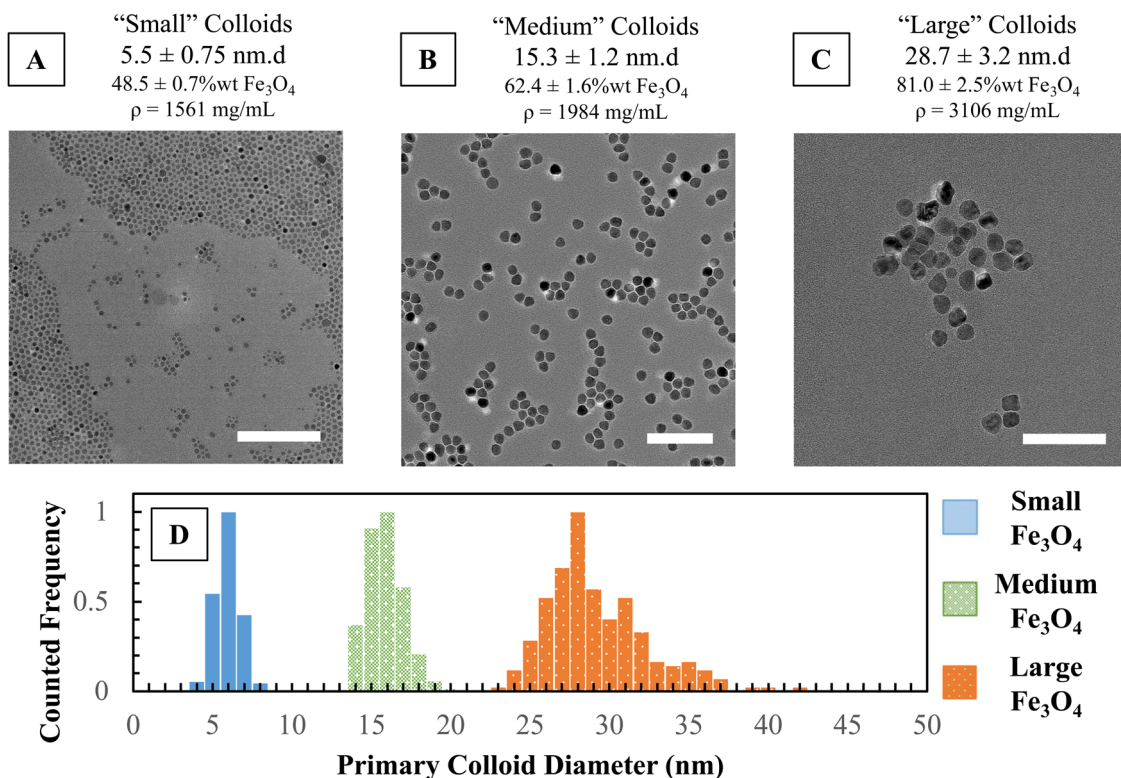 A
“Small” Colloids
5.5 ± 0.75 nm.d
48.5 ± 0.7%wt Fe₃O₄
ρ = 1561 mg/mL
B
“Medium” Colloids
15.3 ± 1.2 nm.d
62.4 ± 1.6%wt Fe₃O₄
ρ = 1984 mg/mL
C
“Large” Colloids
28.7 ± 3.2 nm.d
81.0 ± 2.5%wt Fe₃O₄
ρ = 3106 mg/mL
D
Counted Frequency
1
0.5
0
0 5 10 15 20 25 30 35 40 45 50
Primary Colloid Diameter (nm)
Small
Fe₃O₄
Medium
Fe₃O₄
Large
Fe₃O₄